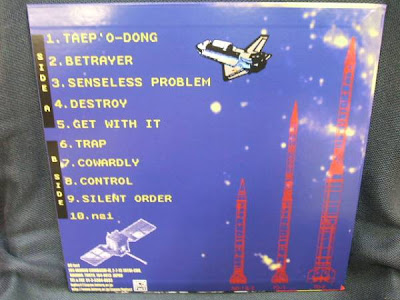 SIDE A
1.TAEP'O-DONG
2.BETRAYER
3.SENSELESS PROBLEM
4.DESTROY
5.GET WITH IT
B SIDE
6.TRAP
7.COWARDLY
8.CONTROL
9.SILENT ORDER
10.nai